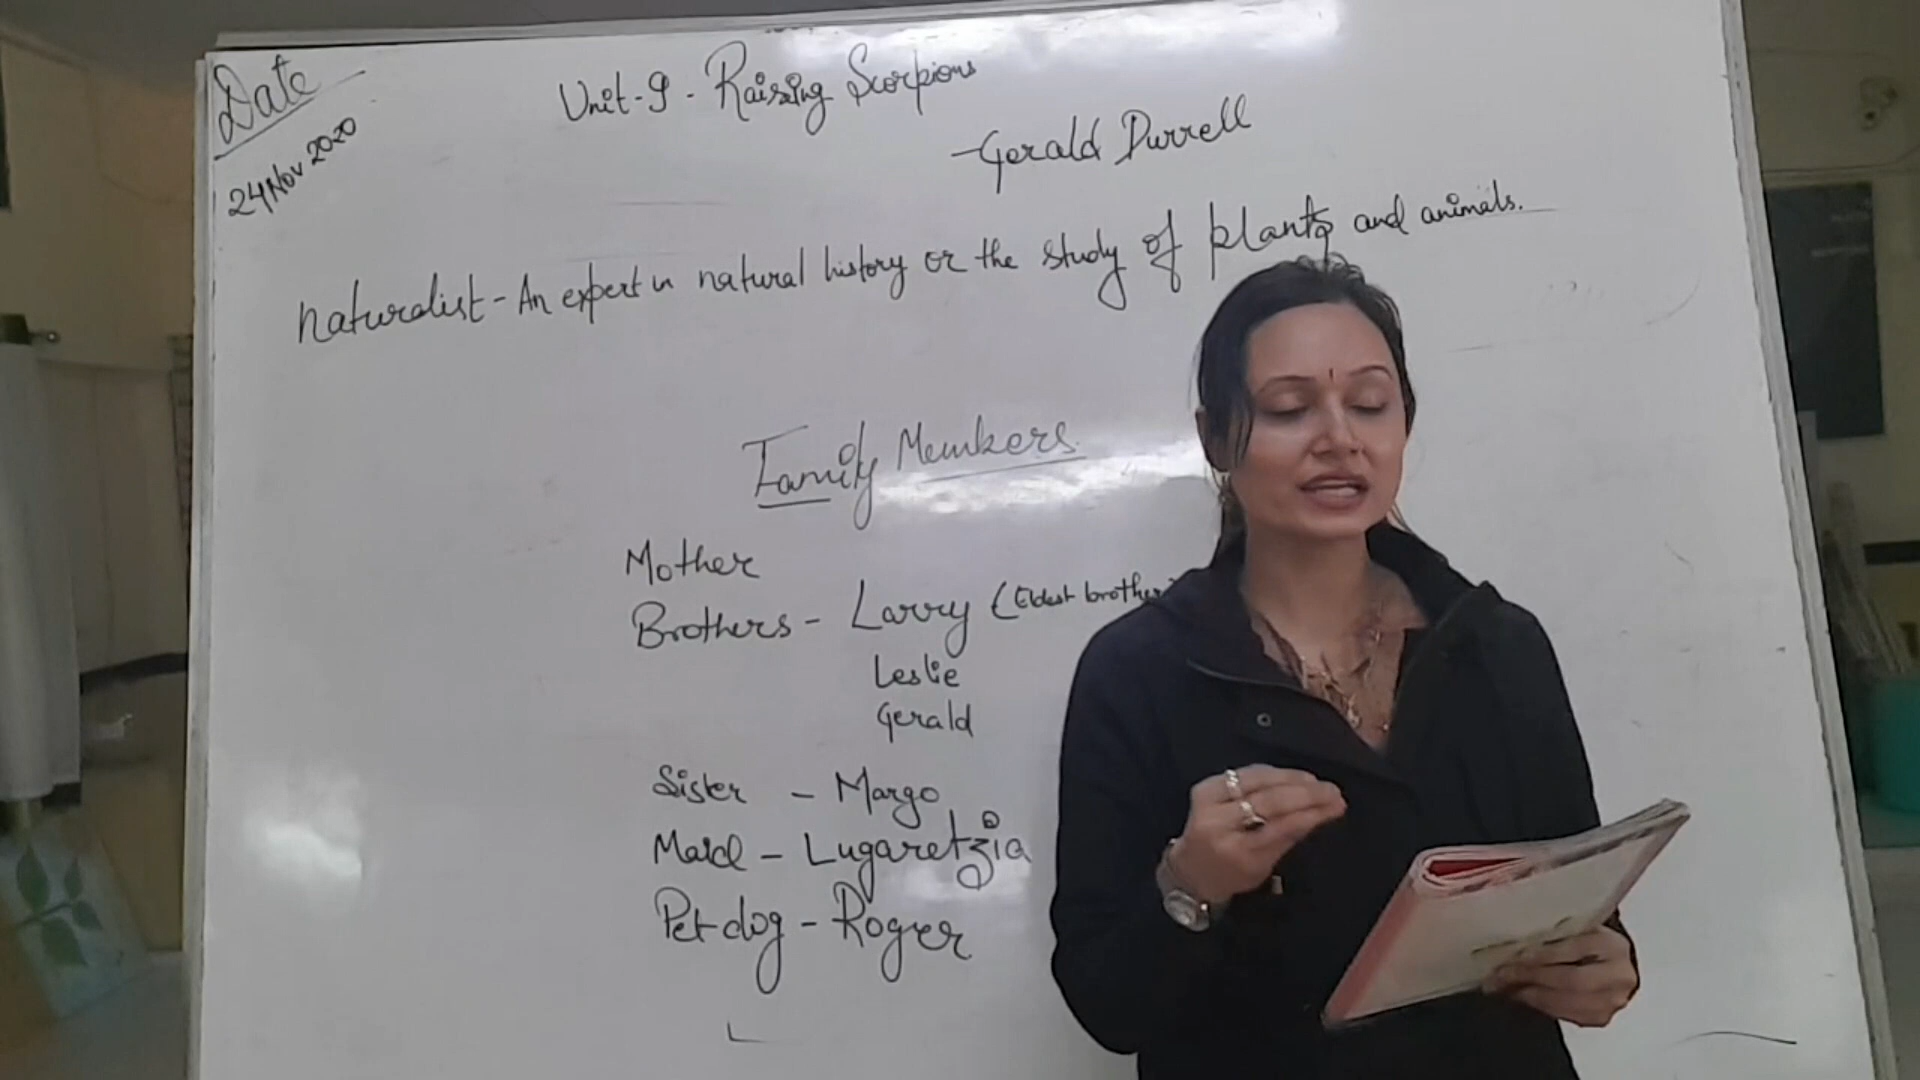 Date
24 Nov 2020
Unit-9 - Raising Scorpions
- Gerald Durrell
Naturalist - An expert in natural history or the study of plants and animals.
Family Members
Mother
Brothers - Larry (Eldest brother)
Leslie
Gerald
Sister - Margo
Maid - Lugaretzia
Pet dog - Roger